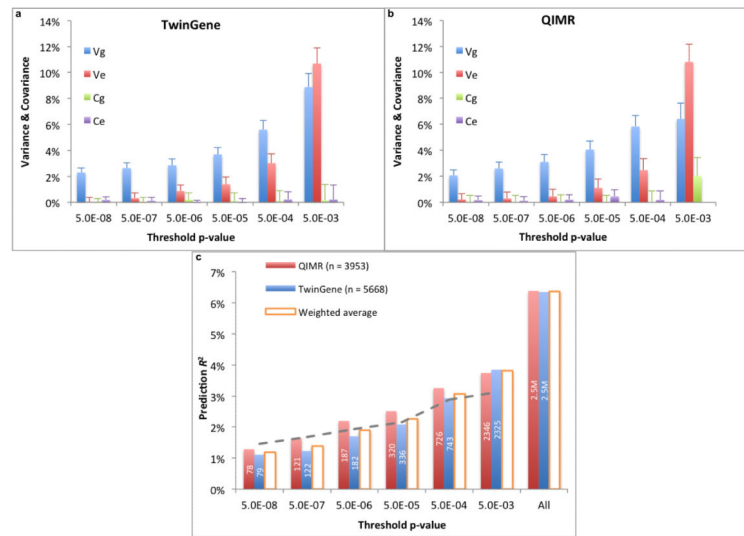 a
TwinGene
14%
12%
10%
8%
6%
4%
2%
0%
Variance & Covariance
Vg
Ve
Cg
Ce
5.0E-08 5.0E-07 5.0E-06 5.0E-05 5.0E-04 5.0E-03
Threshold p-value
b
QIMR
14%
12%
10%
8%
6%
4%
2%
0%
Variance & Covariance
Vg
Ve
Cg
Ce
5.0E-08 5.0E-07 5.0E-06 5.0E-05 5.0E-04 5.0E-03
Threshold p-value
c
QIMR (n = 3953)
TwinGene (n = 5668)
Weighted average
7%
6%
5%
4%
3%
2%
1%
0%
Prediction R²
78 79 121 122 187 182 320 336 726 743 2346 2325 2.5M 2.5M
5.0E-08 5.0E-07 5.0E-06 5.0E-05 5.0E-04 5.0E-03 All
Threshold p-value